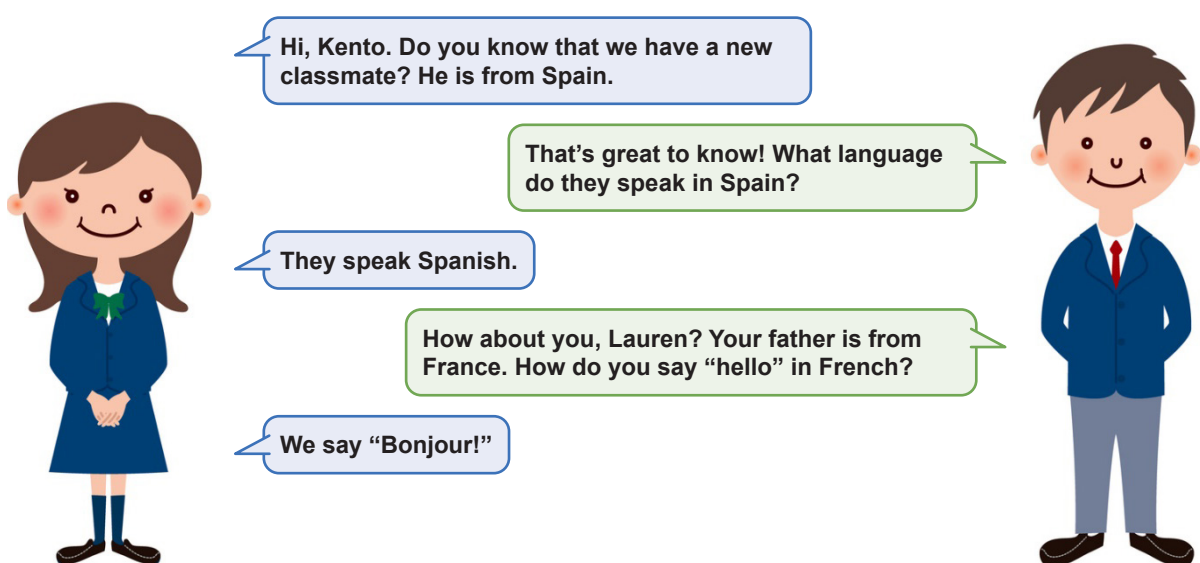 Hi, Kento. Do you know that we have a new
classmate? He is from Spain.
That’s great to know! What language
do they speak in Spain?
They speak Spanish.
How about you, Lauren? Your father is from
France. How do you say “hello” in French?
We say “Bonjour!”